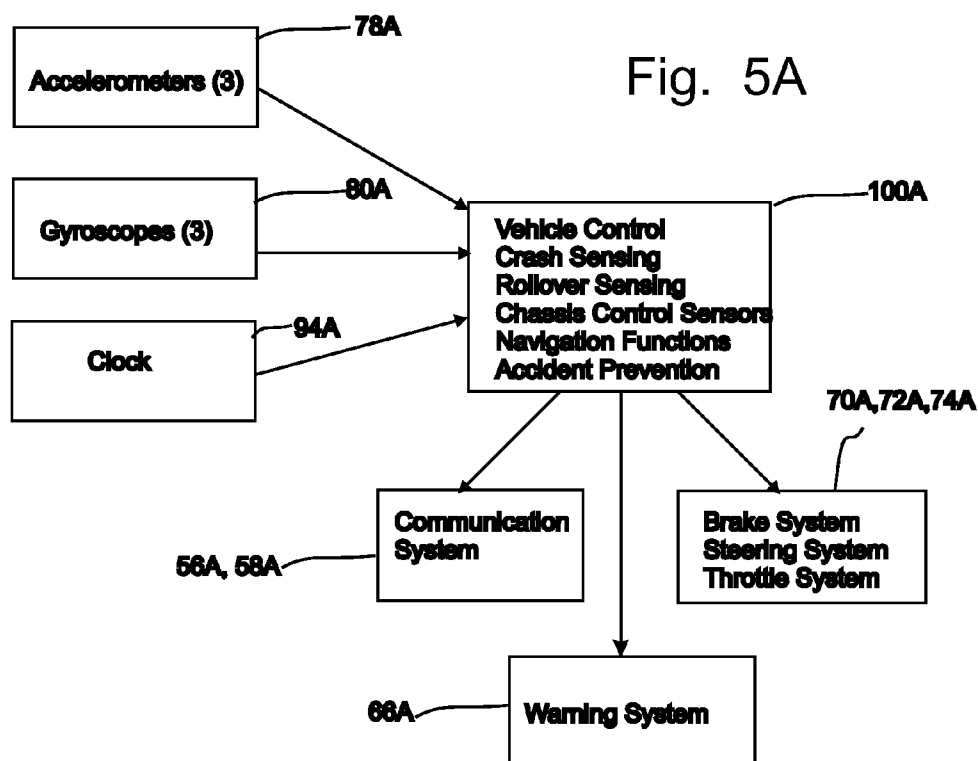 78A
Accelerometers (3)
Fig. 5A
80A
Gyroscopes (3)
100A
Vehicle Control
Crash Sensing
Rollover Sensing
Chassis Control Sensors
Navigation Functions
Accident Prevention
94A
Clock
70A,72A,74A
Communication
System
56A, 58A
Brake System
Steering System
Throttle System
66A
Warning System